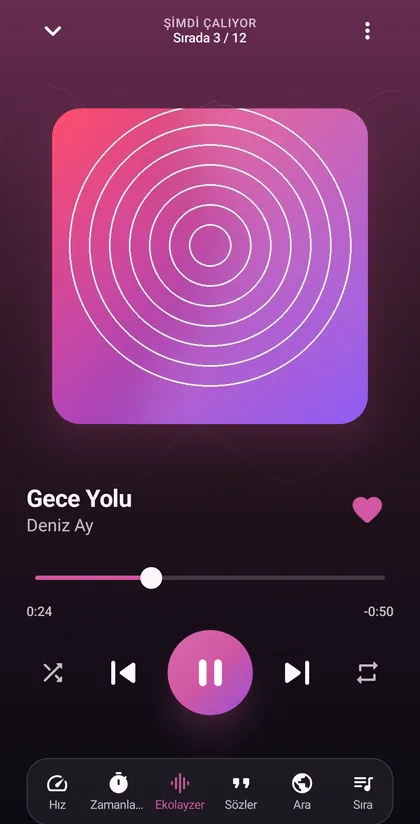 ŞİMDİ ÇALIYOR
Sırada 3 / 12
Gece Yolu
Deniz Ay
0:24
-0:50
Hız
Zamanla...
Ekolayzer
Sözler
Ara
Sıra